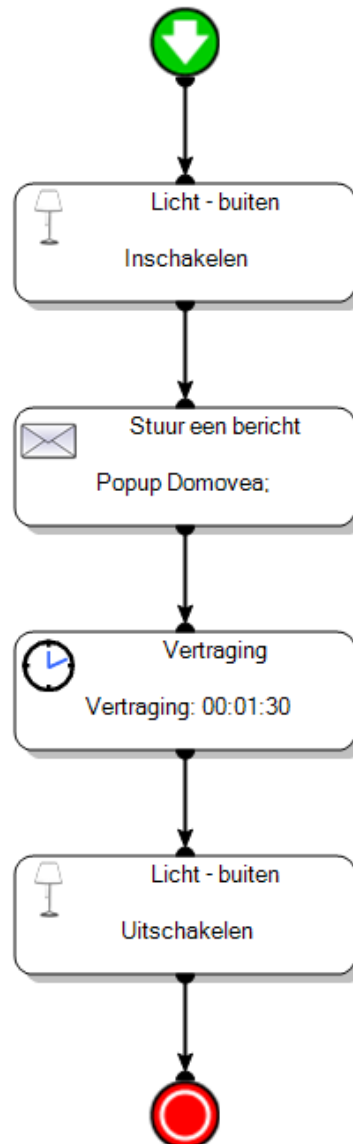 Licht - buiten
Inschakelen
Stuur een bericht
Popup Domovea;
Vertraging
Vertraging: 00:01:30
Licht - buiten
Uitschakelen